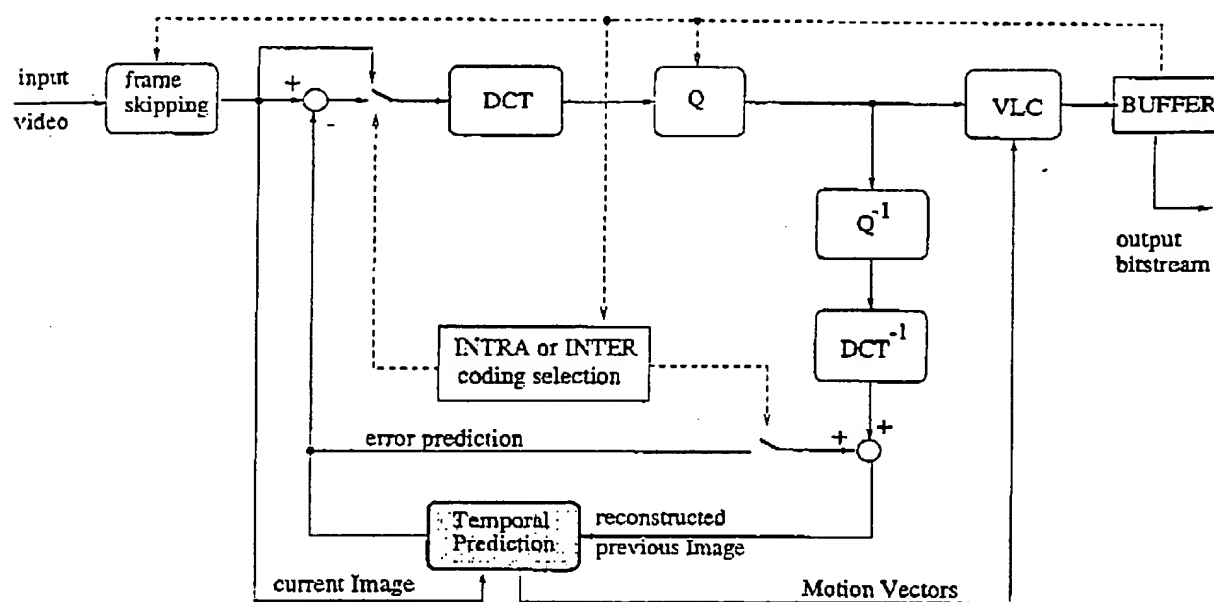 input
video
frame
skipping
+
-
DCT
Q
VLC
BUFFER
Q-1
output
bitstream
DCT-1
INTRA or INTER
coding selection
+
+
error prediction
Temporal
Prediction
reconstructed
previous Image
current Image
Motion Vectors